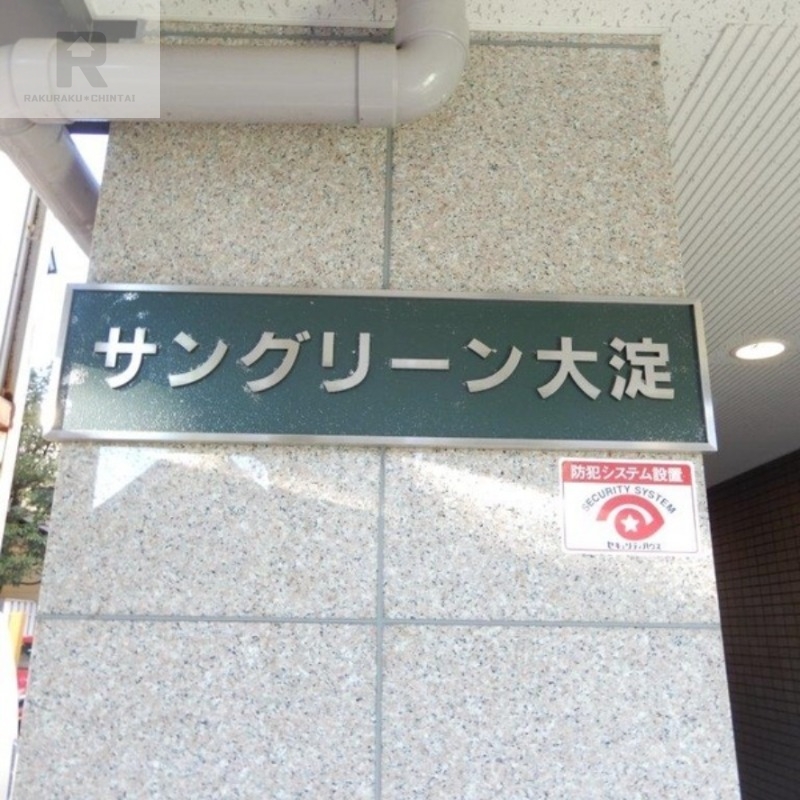 RT
RAKURAKU*CHINTAI
サングリーン大淀
防犯システム設置
SECURITY SYSTEM
セキュリティハウス